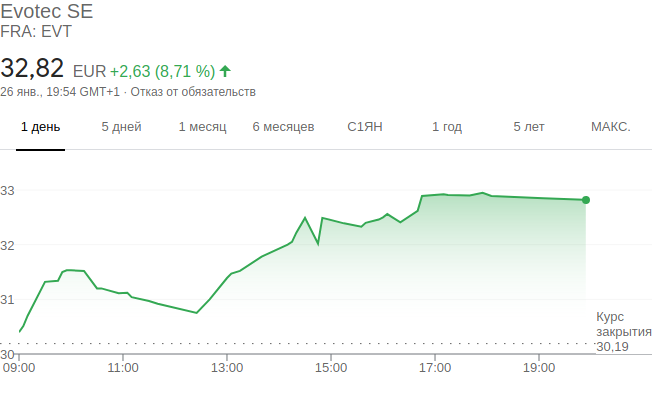 Evotec SE
FRA: EVT
32,82 EUR +2,63 (8,71 %)
26 янв., 19:54 GMT+1 · Отказ от обязательств
1 день 5 дней 1 месяц 6 месяцев С1ЯН 1 год 5 лет МАКС.
33
32
31
30
Курс
закрытия
30,19
09:00 11:00 13:00 15:00 17:00 19:00